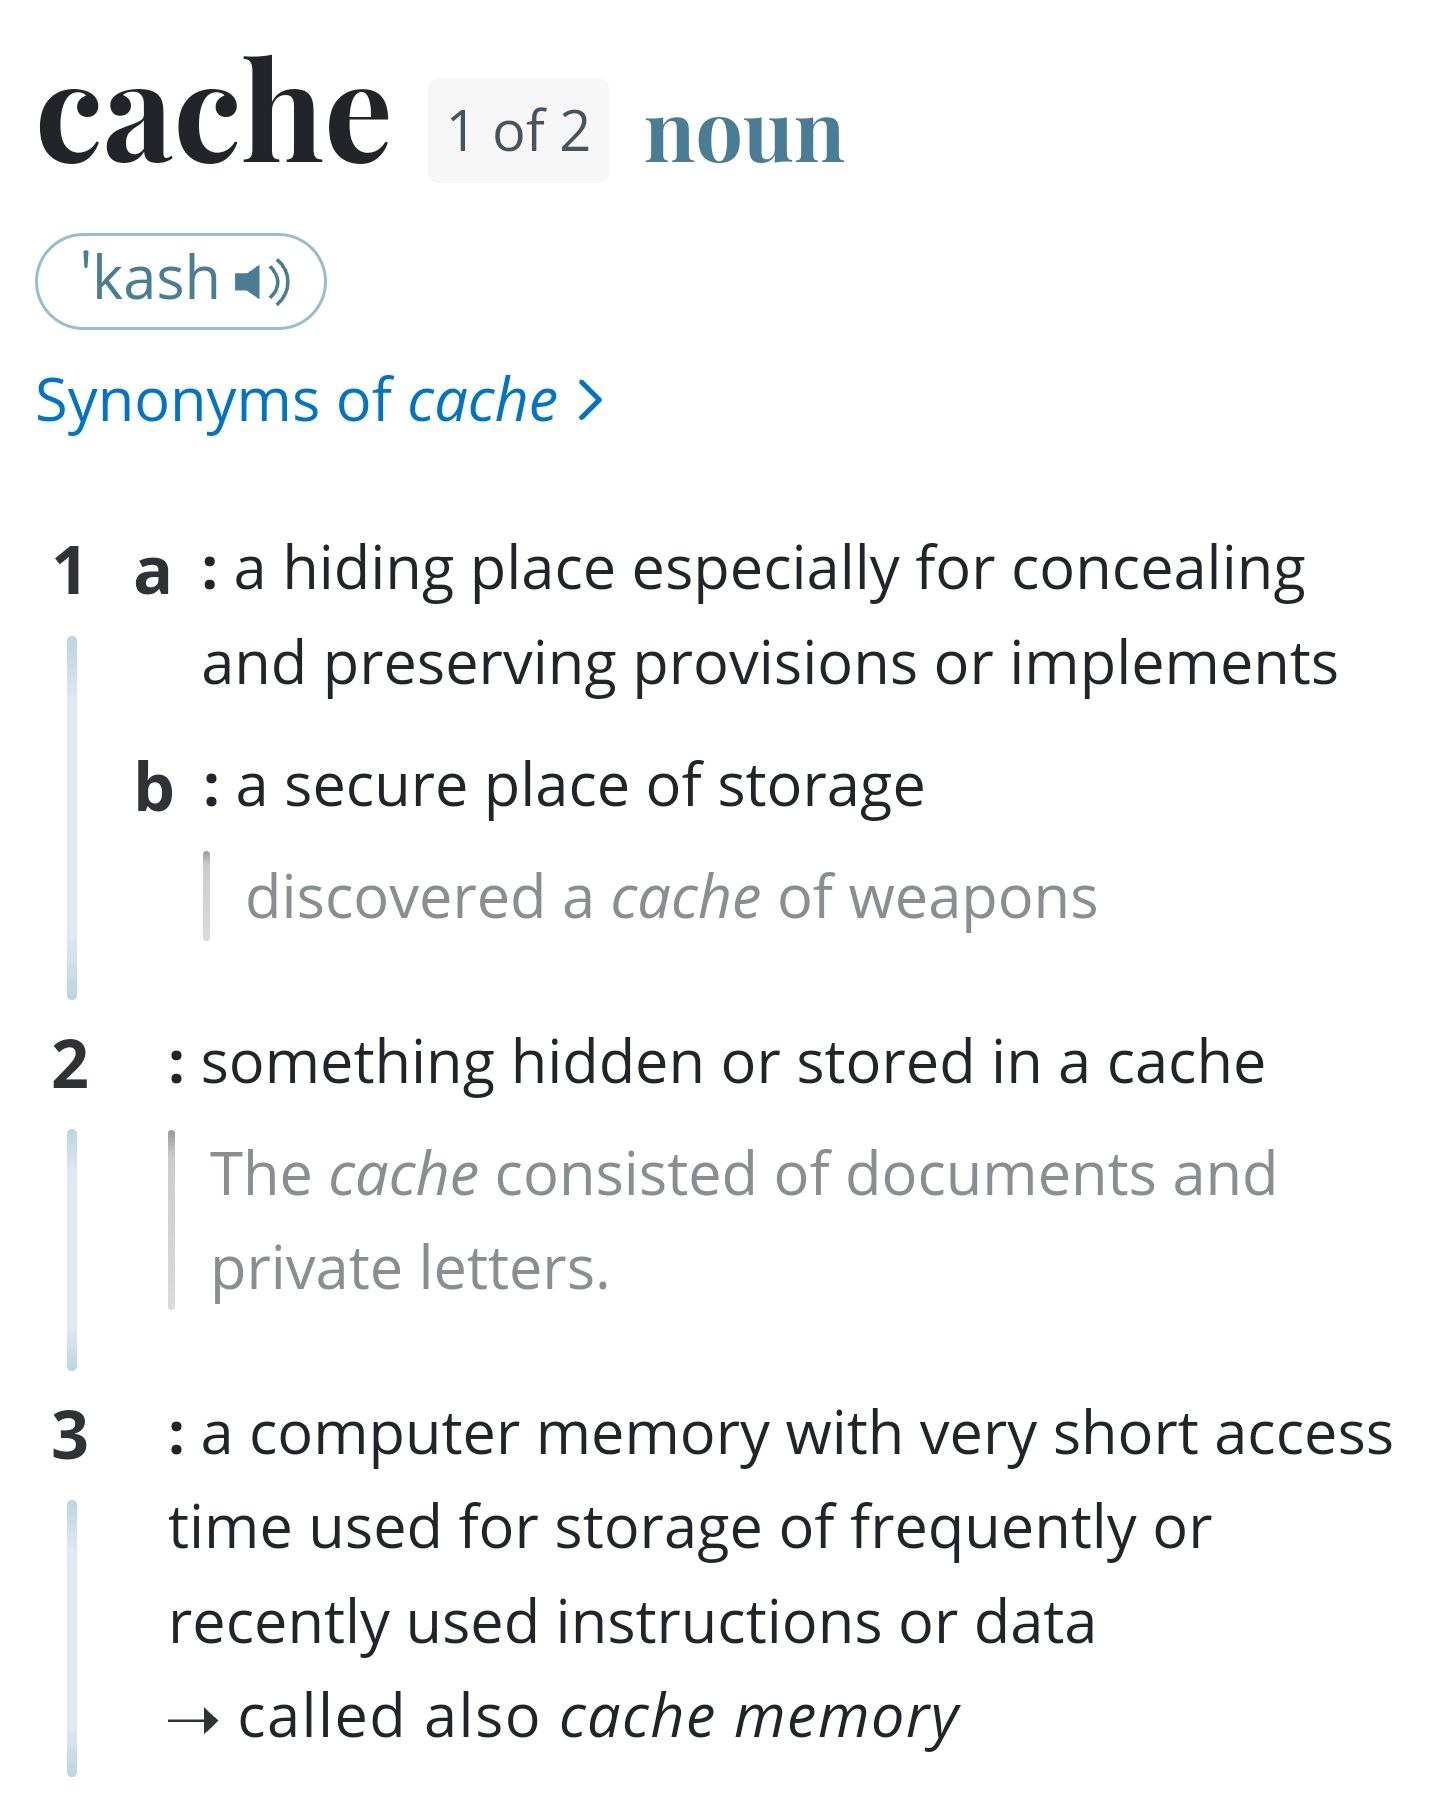 cache 1 of 2 noun
ˈkash
Synonyms of cache
1 a : a hiding place especially for concealing
and preserving provisions or implements
b : a secure place of storage
discovered a cache of weapons
2 : something hidden or stored in a cache
The cache consisted of documents and
private letters.
3 : a computer memory with very short access
time used for storage of frequently or
recently used instructions or data
→ called also cache memory